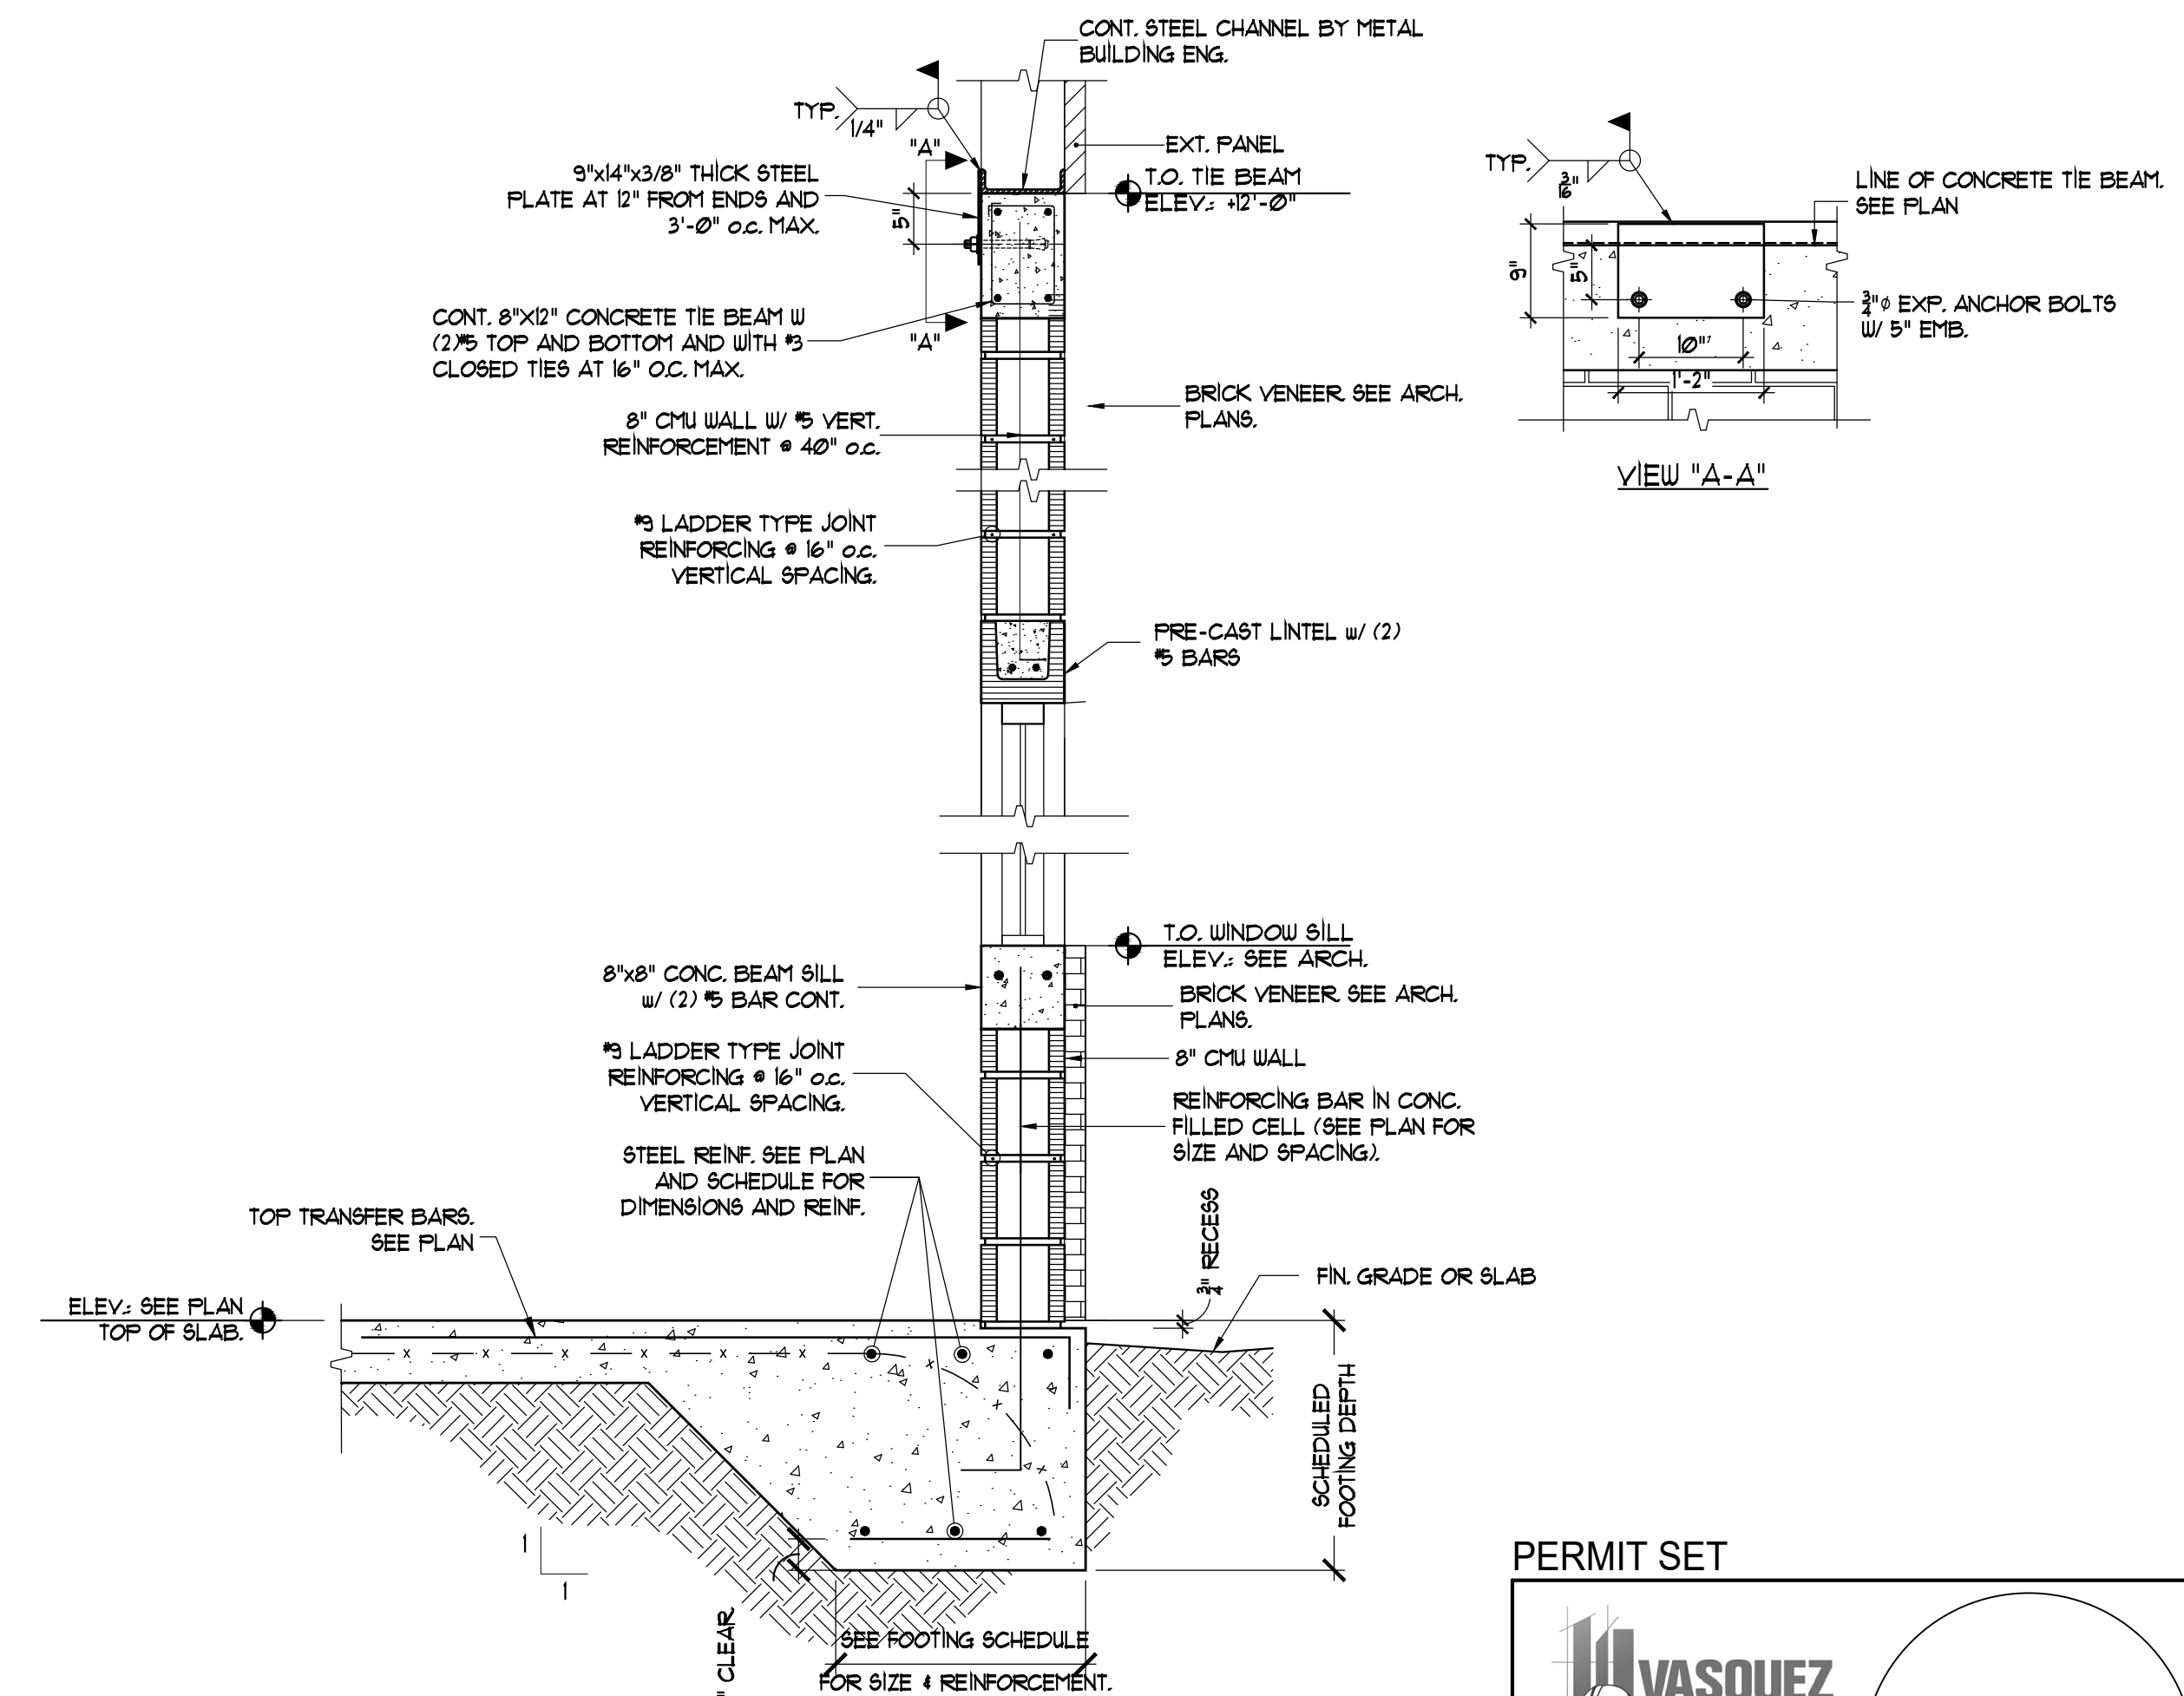 CONT. STEEL CHANNEL BY METAL
BUILDING ENG.
TYP.
1/4"
"A"
EXT. PANEL
9"x14"x3/8" THICK STEEL
PLATE AT 12" FROM ENDS AND
3'-0" o.c. MAX.
5"
T.O. TIE BEAM
ELEV.: +12'-0"
CONT. 8"X12" CONCRETE TIE BEAM W
(2)#5 TOP AND BOTTOM AND WITH #3
CLOSED TIES AT 16" O.C. MAX.
"A"
BRICK VENEER. SEE ARCH.
PLANS.
8" CMU WALL W/ #5 VERT.
REINFORCEMENT @ 40" o.c.
#9 LADDER TYPE JOINT
REINFORCING @ 16" o.c.
VERTICAL SPACING.
PRE-CAST LINTEL w/ (2)
#5 BARS
TYP.
3/16"
LINE OF CONCRETE TIE BEAM.
SEE PLAN
9"
5"
3/4"ø EXP. ANCHOR BOLTS
W/ 5" EMB.
10"
1'-2"
VIEW "A-A"
T.O. WINDOW SILL
ELEV.: SEE ARCH.
8"x8" CONC. BEAM SILL
w/ (2) #5 BAR CONT.
BRICK VENEER. SEE ARCH.
PLANS.
8" CMU WALL
#9 LADDER TYPE JOINT
REINFORCING @ 16" o.c.
VERTICAL SPACING.
REINFORCING BAR IN CONC.
FILLED CELL (SEE PLAN FOR
SIZE AND SPACING).
STEEL REINF. SEE PLAN
AND SCHEDULE FOR
DIMENSIONS AND REINF.
TOP TRANSFER BARS.
SEE PLAN
3/4" RECESS
FIN. GRADE OR SLAB
ELEV.: SEE PLAN
TOP OF SLAB.
x x x x x x x x x
SCHEDULED
FOOTING DEPTH
1
1
" CLEAR
SEE FOOTING SCHEDULE
FOR SIZE & REINFORCEMENT.
PERMIT SET
VASQUEZ